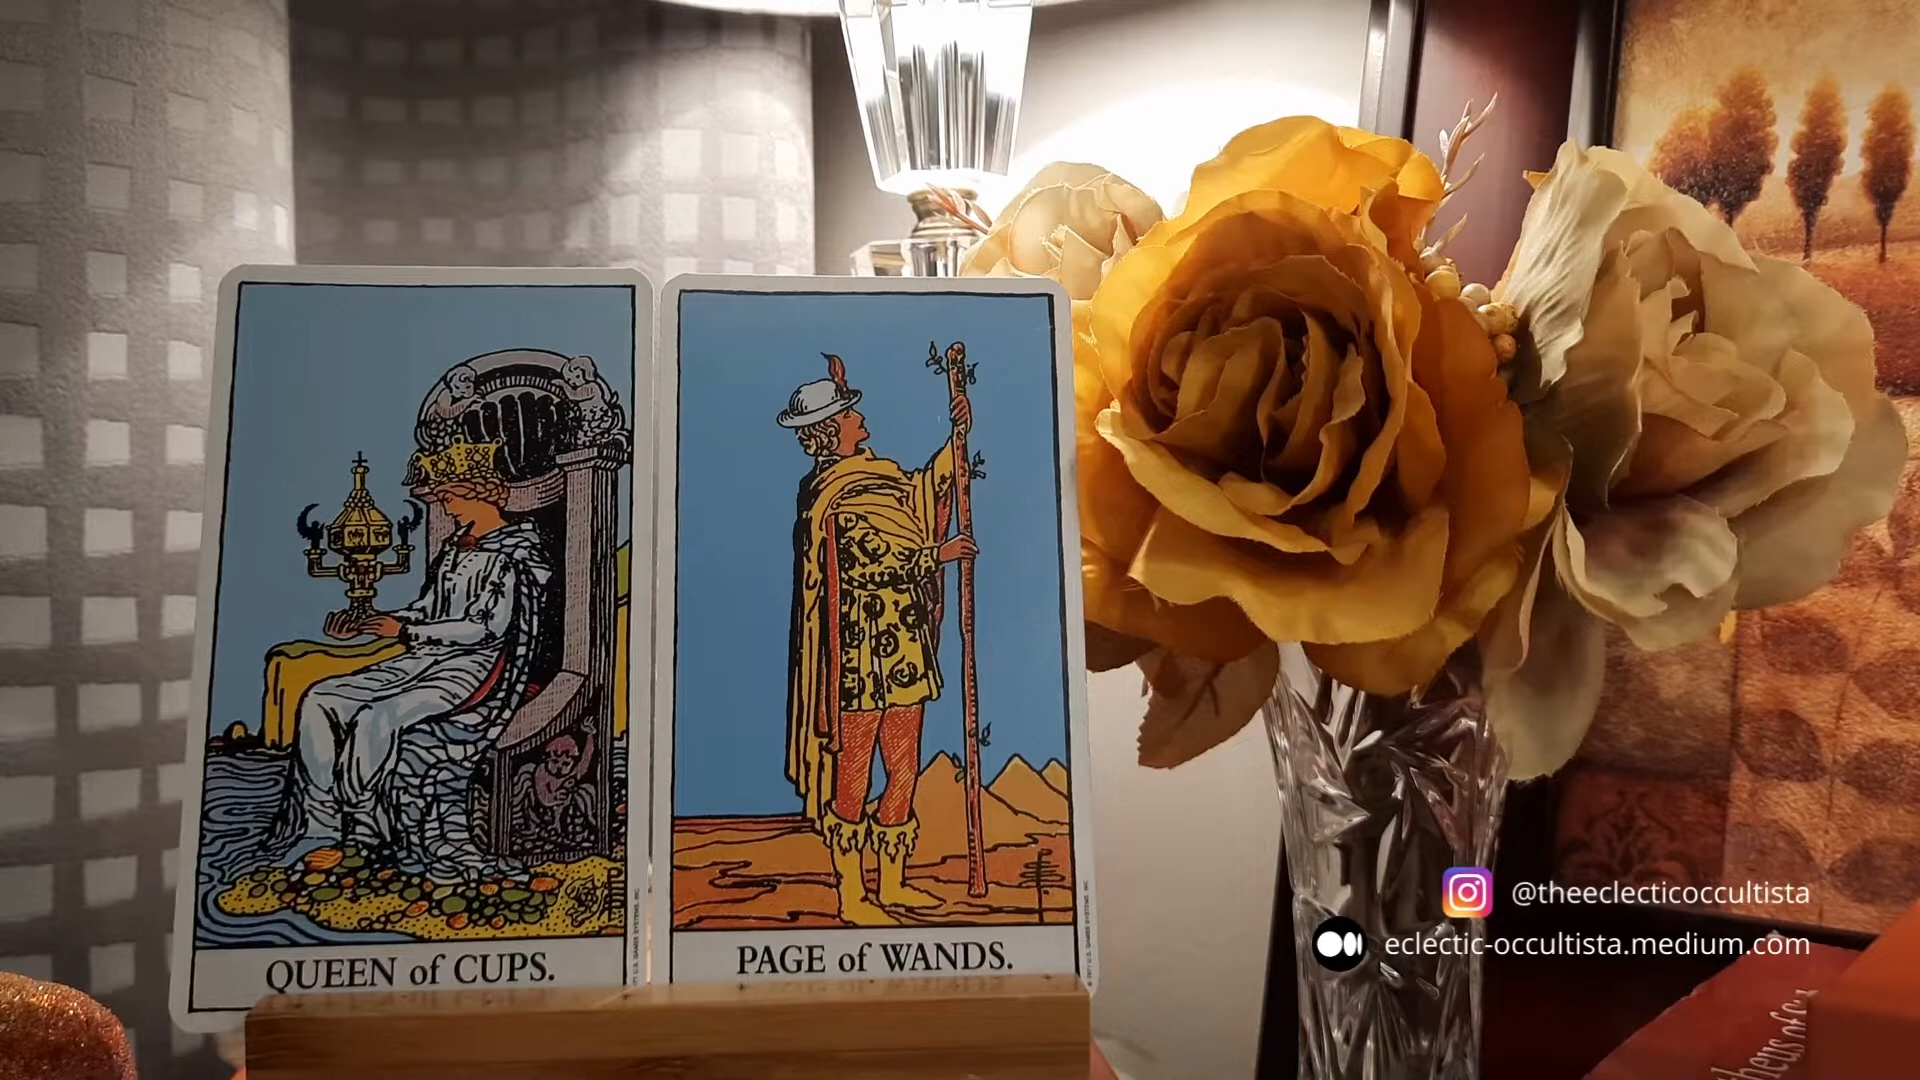 QUEEN of CUPS.
PAGE of WANDS.
@theeclecticoccultista
eclectic-occultista.medium.com